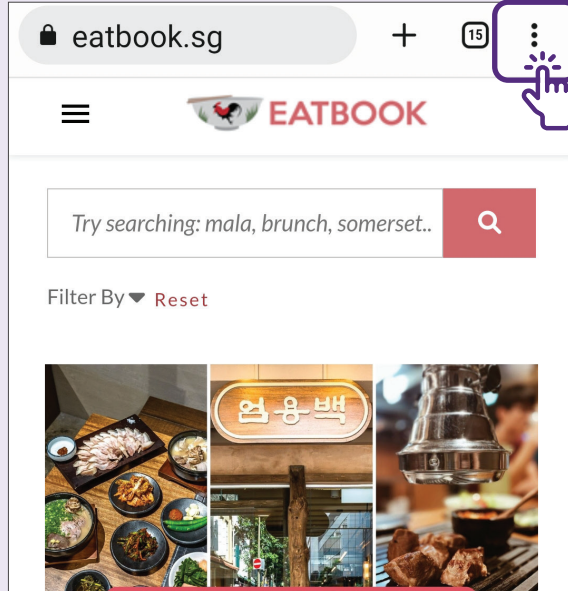 eatbook.sg
15
EATBOOK
Try searching: mala, brunch, somerset..
Filter By
Reset
엄용백